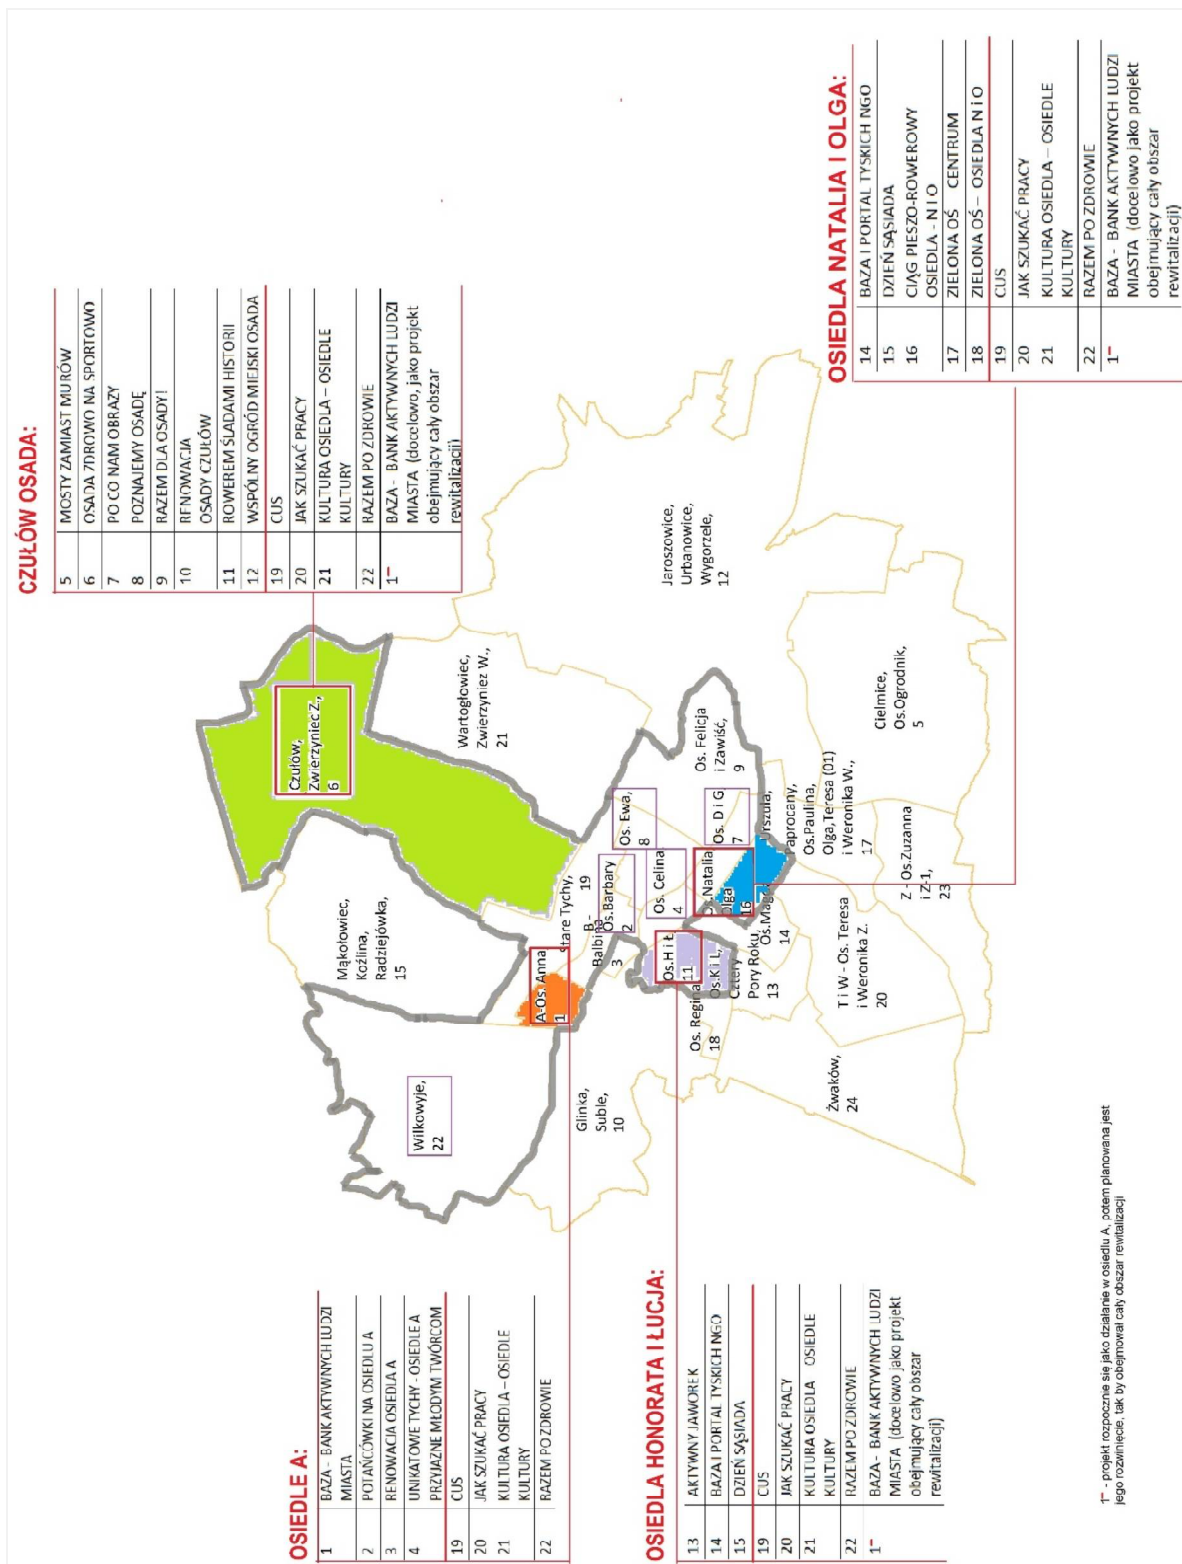 CZUŁÓW OSADA:
5 MOSTY ZAMIAST MURÓW
6 OSADA ZDROWO NA SPORTOWO
7 PO CO NAM OBRAZY
8 POZNAJEMY OSADĘ
9 RAZEM DLA OSADY!
10 RENOWACJA
OSADY CZUŁÓW
11 ROWEREM ŚLADAMI HISTORII
12 WSPÓLNY OGRÓD MIEJSKI OSADA
19 CUS
20 JAK SZUKAĆ PRACY
21 KULTURA OSIEDLA – OSIEDLE
KULTURY
22 RAZEM PO ZDROWIE
1– BAZA - BANK AKTYWNYCH LUDZI
MIASTA (docelowo, jako projekt
obejmujący cały obszar
rewitalizacji)
OSIEDLA NATALIA I OLGA:
14 BAZA I PORTAL TYSKICH NGO
15 DZIEŃ SĄSIADA
16 CIĄG PIESZO-ROWEROWY
OSIEDLA - N I O
17 ZIELONA OŚ CENTRUM
18 ZIELONA OŚ – OSIEDLA N i O
19 CUS
20 JAK SZUKAĆ PRACY
21 KULTURA OSIEDLA – OSIEDLE
KULTURY
22 RAZEM PO ZDROWIE
1– BAZA - BANK AKTYWNYCH LUDZI
MIASTA (docelowo jako projekt
obejmujący cały obszar
rewitalizacji)
Czułów,
Zwierzyniec Z.,
6
Mąkołowiec,
Koźlina,
Radziejówka,
15
Wartogłowiec,
Zwierzyniec W.,
21
Jaroszowice,
Urbanowice,
Wygorzele,
12
Wilkowyje,
22
A-Os. Anna
1
Stare Tychy,
19
B -
Os.Barbary
2
Balbina
3
Os. Ewa,
8
Os. Celina
4
Os. D i G
7
Os. Felicja
i Zawiść,
9
Glinka,
Suble,
10
Os.H i Ł
11
Os.K i L,
Cztery
Pory Roku,
13
Os. Regina
18
Os.Natalia
Olga
16
Os.Magd
14
Urszula,
Paprocany,
Os.Paulina,
Olga,Teresa (01)
i Weronika W.,
17
Cielmice,
Os.Ogrodnik,
5
Z - Os.Zuzanna
i Z-1,
23
T i W - Os. Teresa
i Weronika Z.
20
Żwaków,
24
OSIEDLE A:
1 BAZA - BANK AKTYWNYCH LUDZI
MIASTA
2 POTAŃCÓWKI NA OSIEDLU A
3 RENOWACJA OSIEDLA A
4 UNIKATOWE TYCHY - OSIEDLE A
PRZYJAZNE MŁODYM TWÓRCOM
19 CUS
20 JAK SZUKAĆ PRACY
21 KULTURA OSIEDLA – OSIEDLE
KULTURY
22 RAZEM PO ZDROWIE
OSIEDLA HONORATA I ŁUCJA:
13 AKTYWNY JAWOREK
14 BAZA I PORTAL TYSKICH NGO
15 DZIEŃ SĄSIADA
19 CUS
20 JAK SZUKAĆ PRACY
21 KULTURA OSIEDLA OSIEDLE
KULTURY
22 RAZEM PO ZDROWIE
1– BAZA - BANK AKTYWNYCH LUDZI
MIASTA (docelowo jako projekt
obejmujący cały obszar
rewitalizacji)
1– - projekt rozpocznie się jako działanie w osiedlu A, potem planowana jest
jego rozwinięcie, tak by obejmował cały obszar rewitalizacji